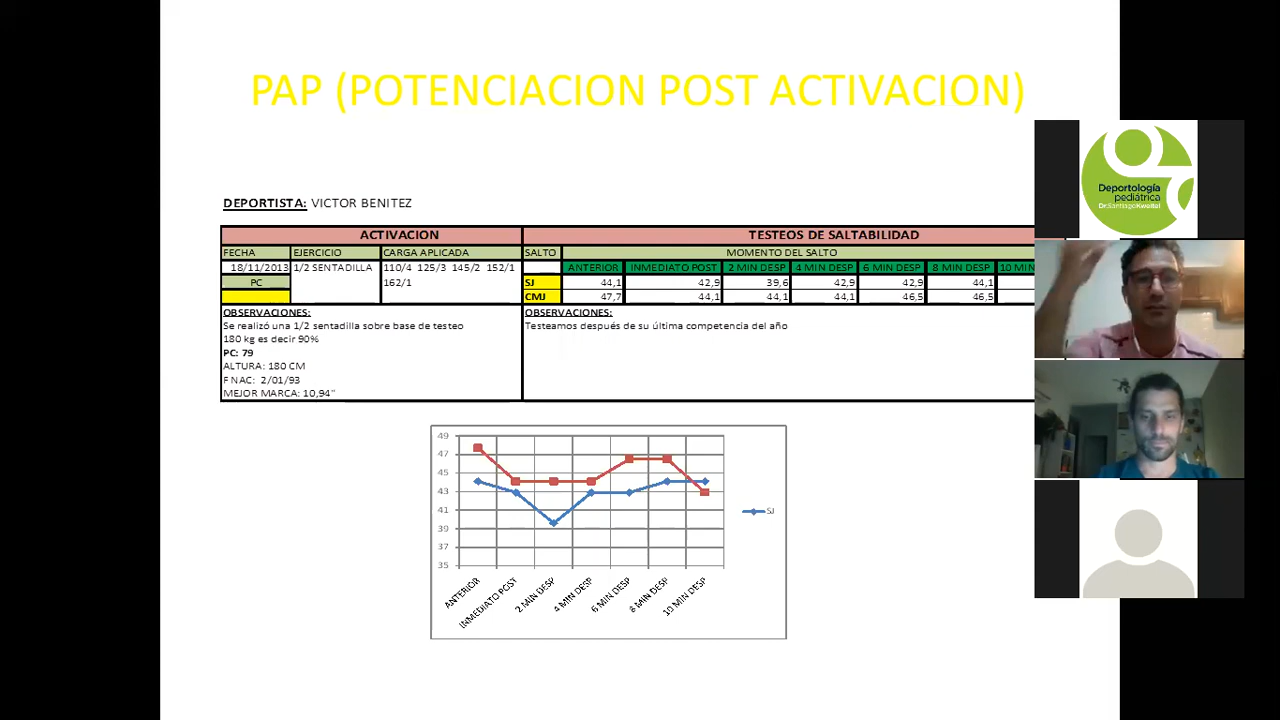 PAP (POTENCIACION POST ACTIVACION)
Deportología
pediátrica
Dr.SantiagoKweitel
DEPORTISTA: VICTOR BENITEZ
ACTIVACION TESTEOS DE SALTABILIDAD
FECHA EJERCICIO CARGA APLICADA SALTO MOMENTO DEL SALTO
18/11/2013 1/2 SENTADILLA 110/4 125/3 145/2 152/1 ANTERIOR INMEDIATO POST 2 MIN DESP 4 MIN DESP 6 MIN DESP 8 MIN DESP 10 MIN
PC 162/1 SJ 44,1 42,9 39,6 42,9 42,9 44,1
CMJ 47,7 44,1 44,1 44,1 46,5 46,5
OBSERVACIONES: OBSERVACIONES:
Se realizó una 1/2 sentadilla sobre base de testeo Testeamos después de su última competencia del año
180 kg es decir 90%
PC: 79
ALTURA: 180 CM
F NAC: 2/01/93
MEJOR MARCA: 10,94"
49
47
45
43
41
39
37
35
SJ
ANTERIOR INMEDIATO POST 2 MIN DESP 4 MIN DESP 6 MIN DESP 8 MIN DESP 10 MIN DESP